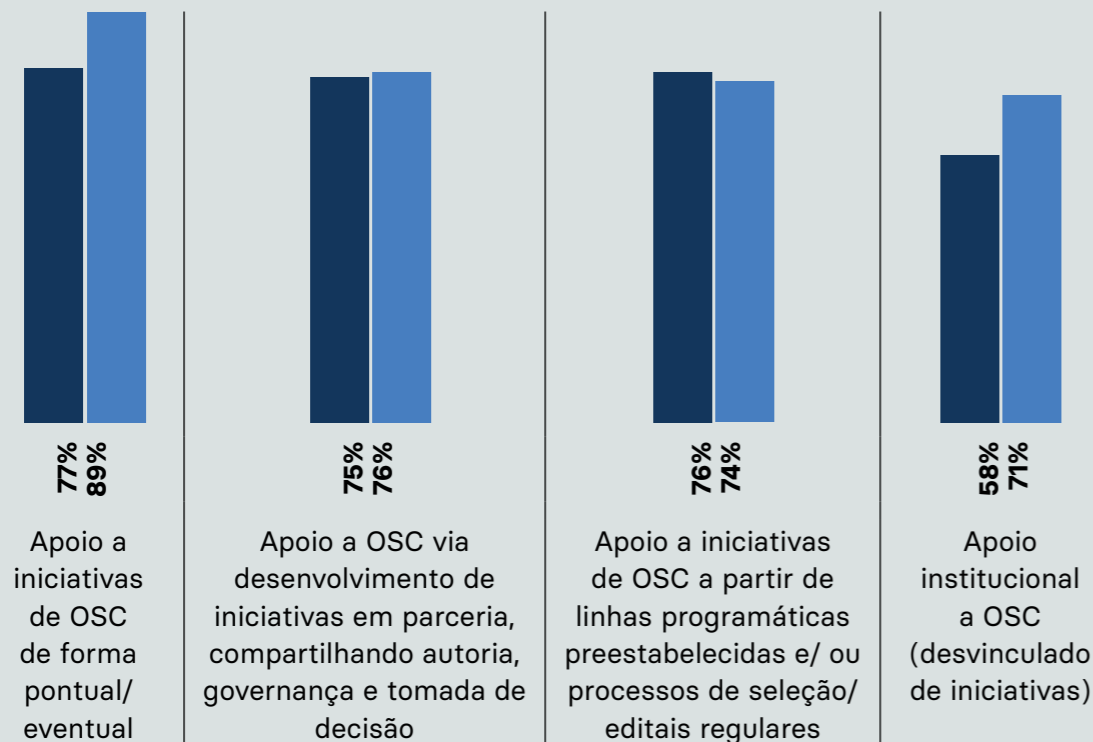 77%
89%
Apoio a
iniciativas
de OSC
de forma
pontual/
eventual
75%
76%
Apoio a OSC via
desenvolvimento de
iniciativas em parceria,
compartilhando autoria,
governança e tomada de
decisão
76%
74%
Apoio a iniciativas
de OSC a partir de
linhas programáticas
preestabelecidas e/ ou
processos de seleção/
editais regulares
58%
71%
Apoio
institucional
a OSC
(desvinculado
de iniciativas)